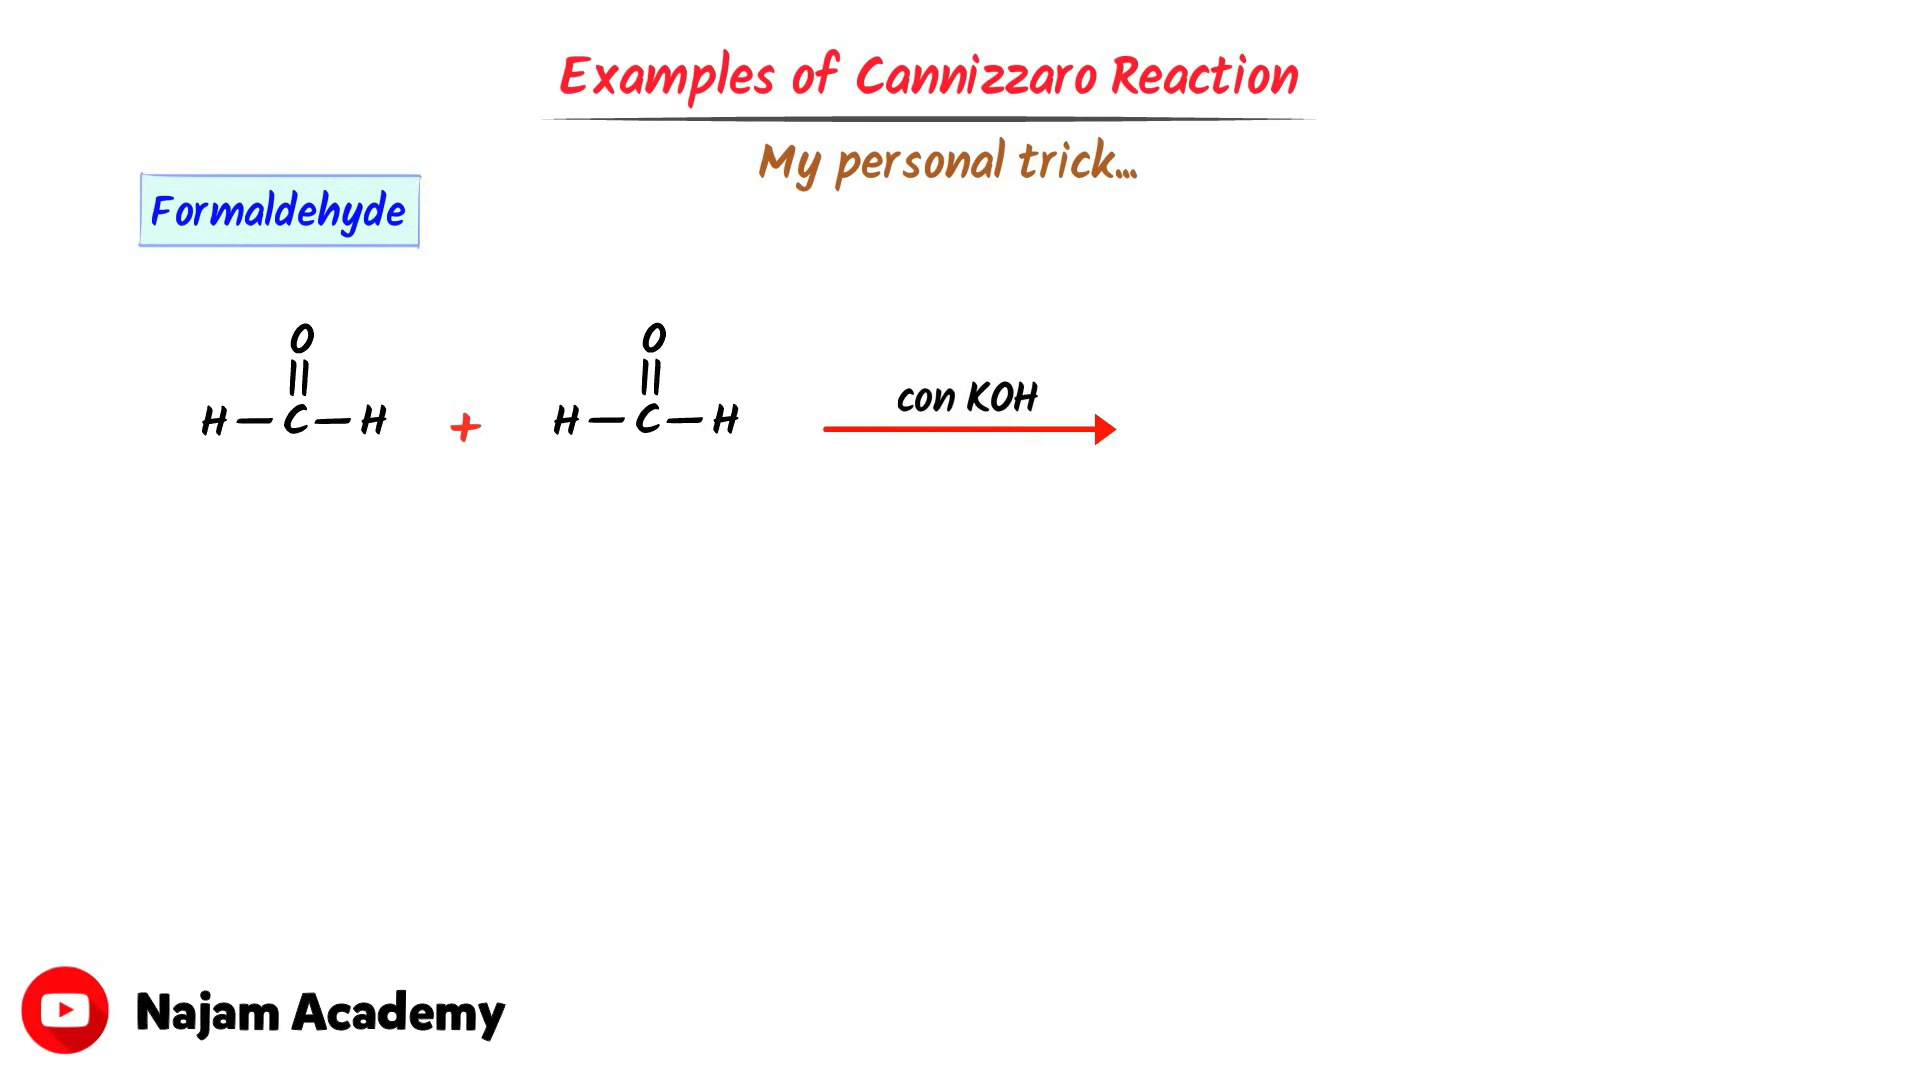 Examples of Cannizzaro Reaction
My personal trick...
Formaldehyde
O O
|| ||
H — C — H + H — C — H con KOH
Najam Academy